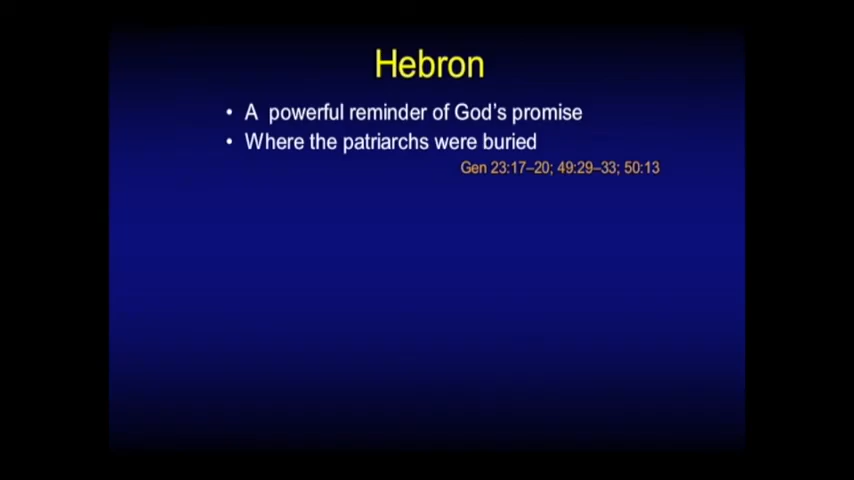 Hebron
• A powerful reminder of God's promise
• Where the patriarchs were buried
Gen 23:17–20; 49:29–33; 50:13